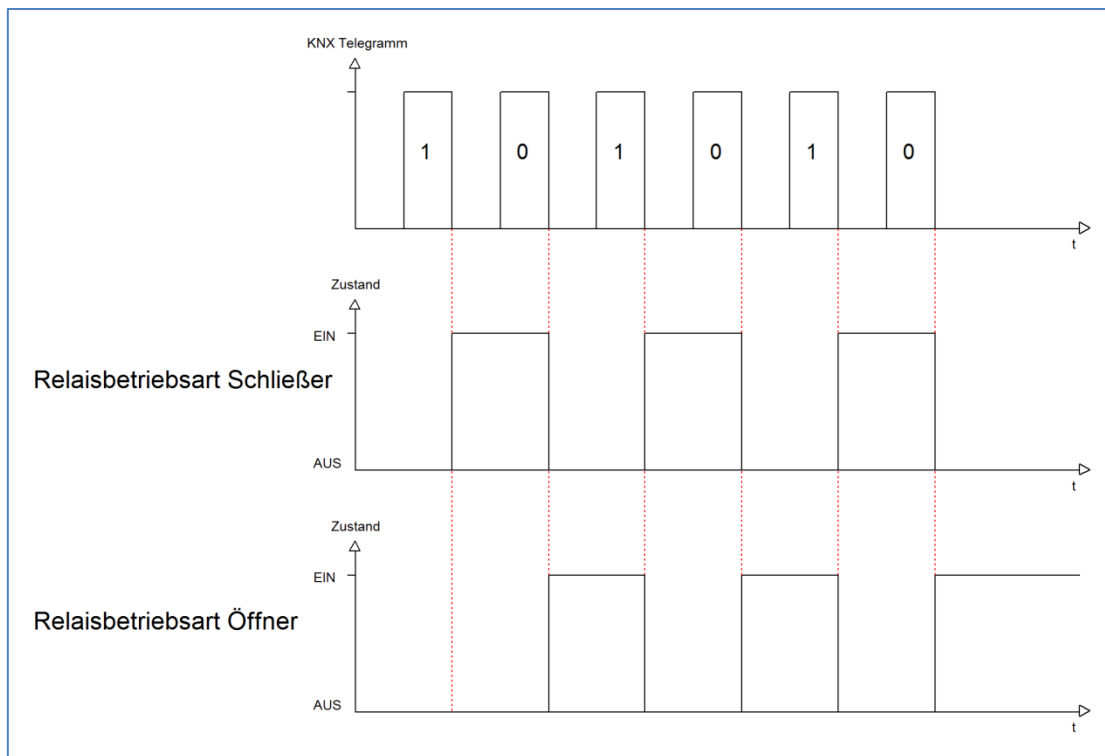 KNX Telegramm
1 0 1 0 1 0
t
Zustand
EIN
Relaisbetriebsart Schließer
AUS
t
Zustand
EIN
Relaisbetriebsart Öffner
AUS
t